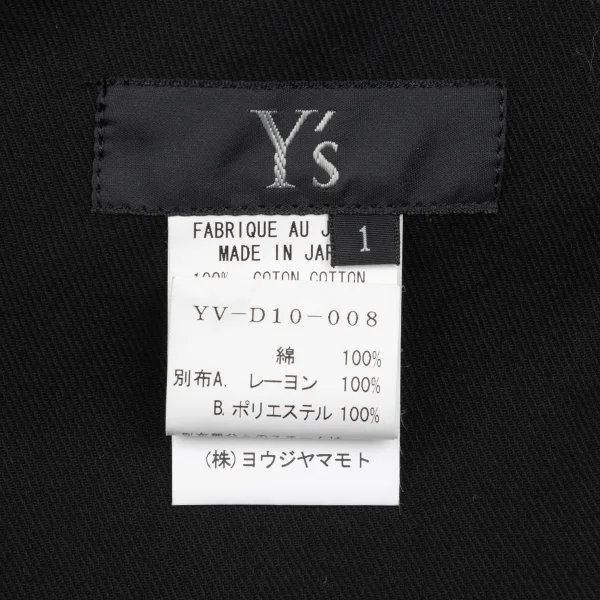 Y's
1
FABRIQUE AU
MADE IN
100% COTON COTTON
YV-D10-008
綿 100%
別布A. レーヨン 100%
B. ポリエステル 100%
(株)ヨウジヤマモト